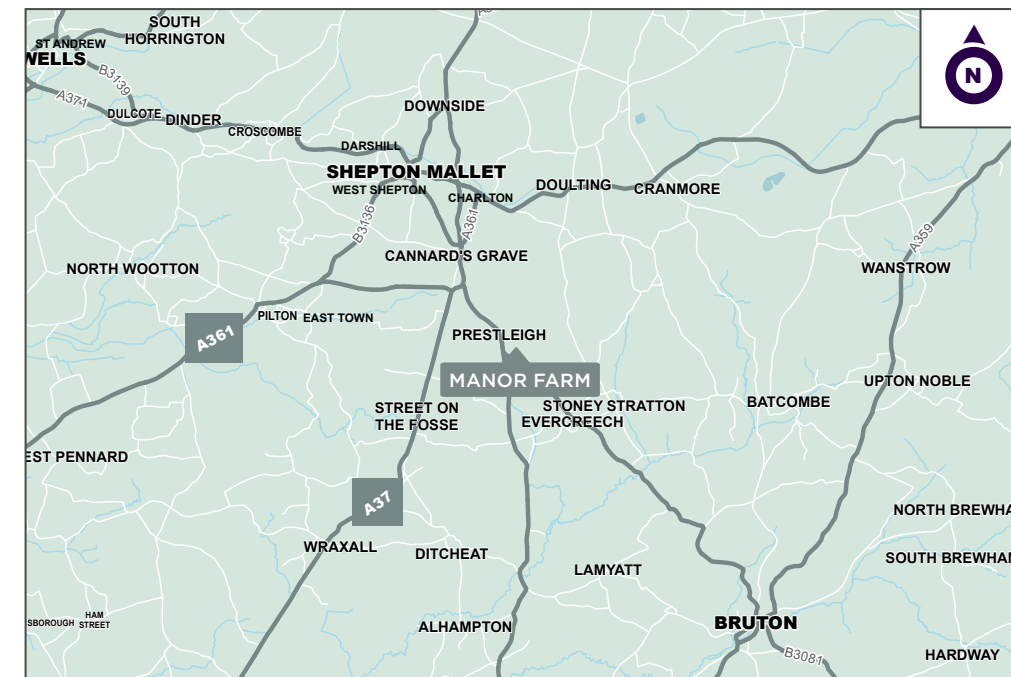 SOUTH
HORRINGTON
ST ANDREW
WELLS
B3139
A371
DULCOTE
DINDER
CROSCOMBE
DOWNSIDE
DARSHILL
SHEPTON MALLET
WEST SHEPTON
CHARLTON
DOULTING
CRANMORE
N
B3136
A361
A359
CANNARD'S GRAVE
NORTH WOOTTON
WANSTROW
PILTON
EAST TOWN
A361
PRESTLEIGH
MANOR FARM
UPTON NOBLE
BATCOMBE
STREET ON
THE FOSSE
STONEY STRATTON
EVERCREECH
EST PENNARD
A37
NORTH BREWHA
WRAXALL
DITCHEAT
SOUTH BREWHA
LAMYATT
HAM
STREET
SBOROUGH
ALHAMPTON
BRUTON
B3081
HARDWAY